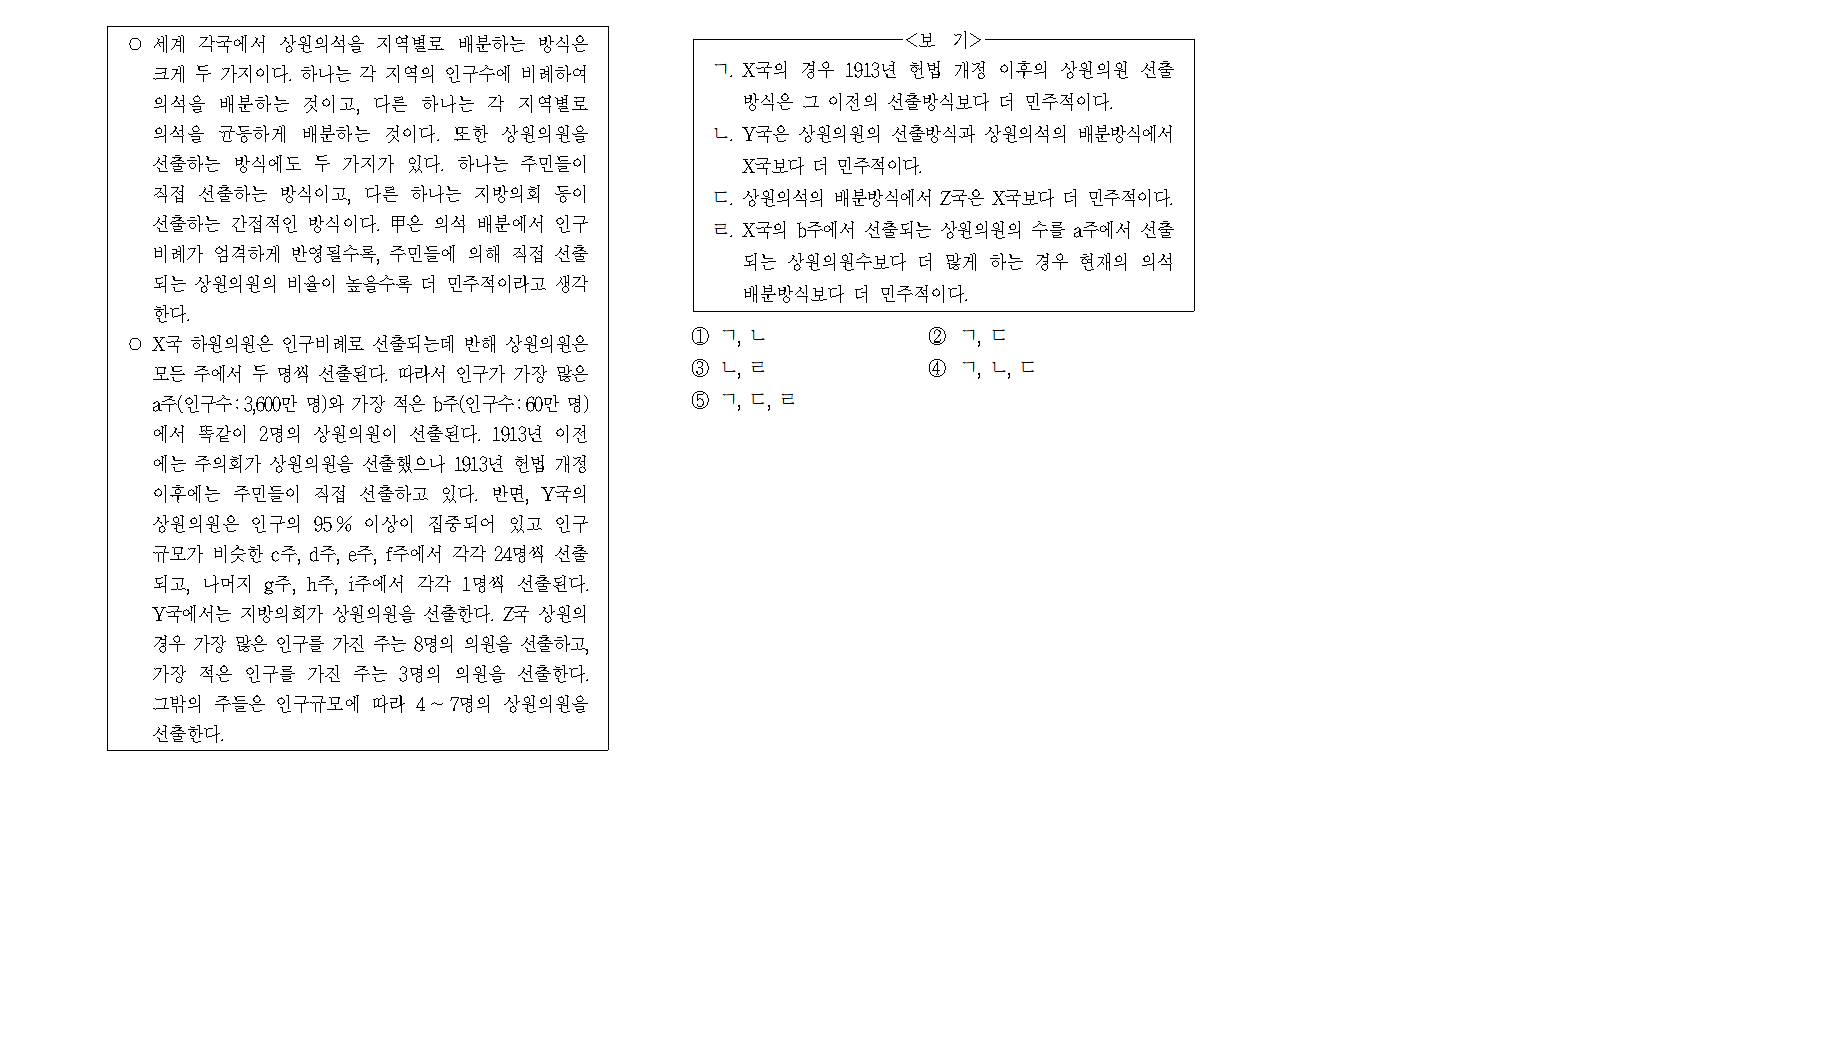 ○ 세계 각국에서 상원의석을 지역별로 배분하는 방식은
크게 두 가지이다. 하나는 각 지역의 인구수에 비례하여
의석을 배분하는 것이고, 다른 하나는 각 지역별로
의석을 균등하게 배분하는 것이다. 또한 상원의원을
선출하는 방식에도 두 가지가 있다. 하나는 주민들이
직접 선출하는 방식이고, 다른 하나는 지방의회 등이
선출하는 간접적인 방식이다. 甲은 의석 배분에서 인구
비례가 엄격하게 반영될수록, 주민들에 의해 직접 선출
되는 상원의원의 비율이 높을수록 더 민주적이라고 생각
한다.
○ X국 하원의원은 인구비례로 선출되는데 반해 상원의원은
모든 주에서 두 명씩 선출된다. 따라서 인구가 가장 많은
a주(인구수 : 3,600만 명)와 가장 적은 b주(인구수 : 60만 명)
에서 똑같이 2명의 상원의원이 선출된다. 1913년 이전
에는 주의회가 상원의원을 선출했으나 1913년 헌법 개정
이후에는 주민들이 직접 선출하고 있다. 반면, Y국의
상원의원은 인구의 95 % 이상이 집중되어 있고 인구
규모가 비슷한 c주, d주, e주, f주에서 각각 24명씩 선출
되고, 나머지 g주, h주, i주에서 각각 1명씩 선출된다.
Y국에서는 지방의회가 상원의원을 선출한다. Z국 상원의
경우 가장 많은 인구를 가진 주는 8명의 의원을 선출하고,
가장 적은 인구를 가진 주는 3명의 의원을 선출한다.
그밖의 주들은 인구규모에 따라 4 ~ 7명의 상원의원을
선출한다.
<보 기>
ㄱ. X국의 경우 1913년 헌법 개정 이후의 상원의원 선출
방식은 그 이전의 선출방식보다 더 민주적이다.
ㄴ. Y국은 상원의원의 선출방식과 상원의석의 배분방식에서
X국보다 더 민주적이다.
ㄷ. 상원의석의 배분방식에서 Z국은 X국보다 더 민주적이다.
ㄹ. X국의 b주에서 선출되는 상원의원의 수를 a주에서 선출
되는 상원의원수보다 더 많게 하는 경우 현재의 의석
배분방식보다 더 민주적이다.
① ㄱ, ㄴ ② ㄱ, ㄷ
③ ㄴ, ㄹ ④ ㄱ, ㄴ, ㄷ
⑤ ㄱ, ㄷ, ㄹ